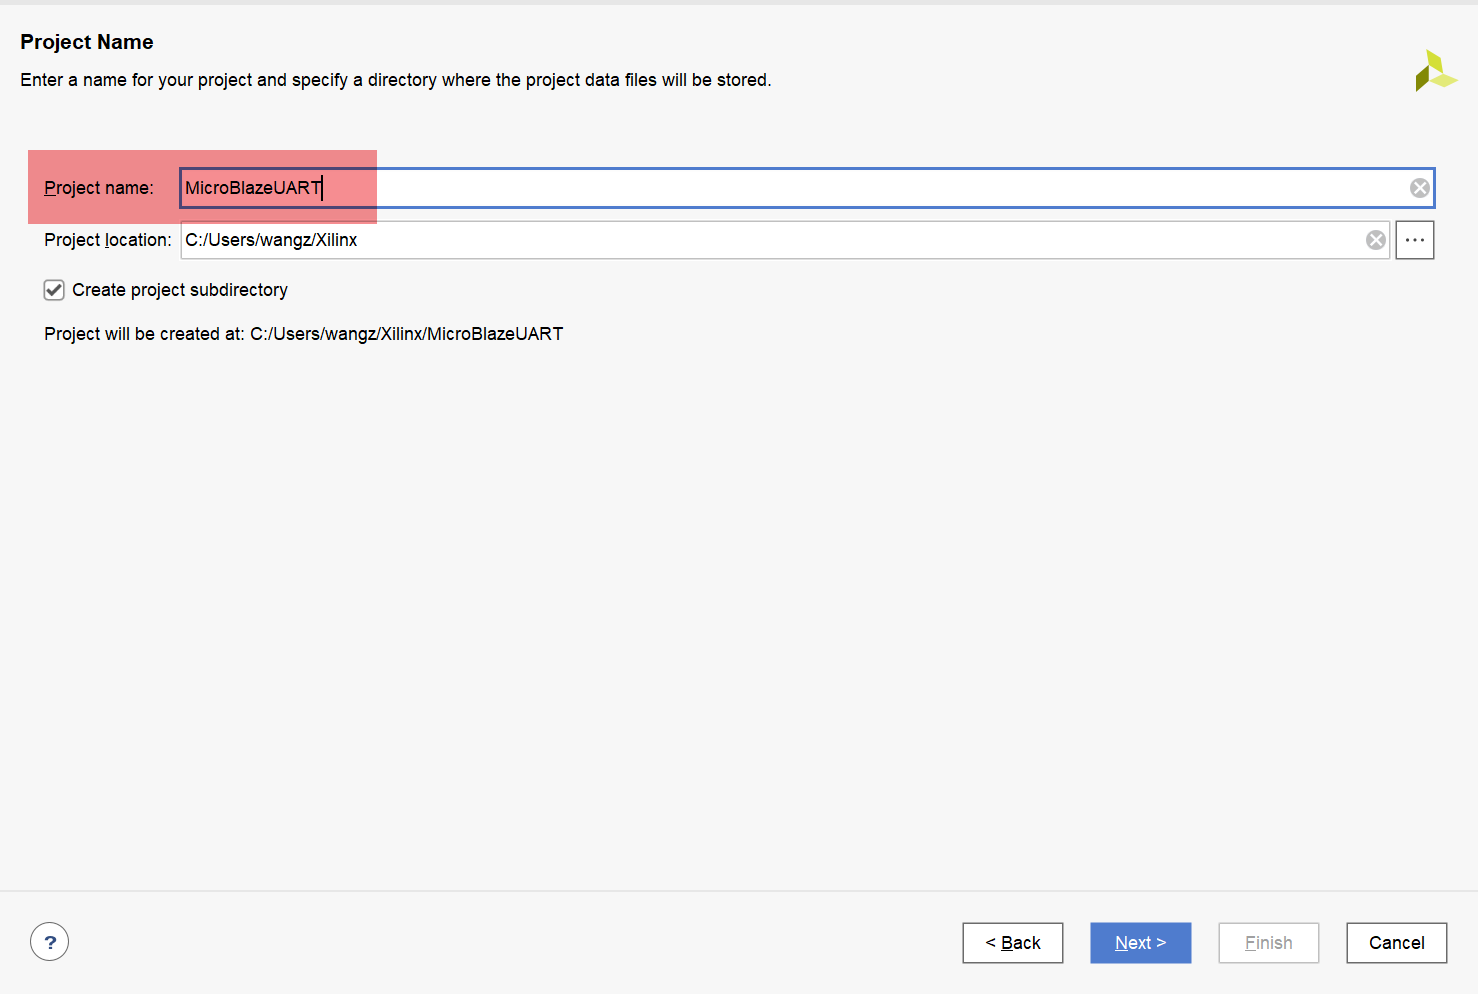 Project Name
Enter a name for your project and specify a directory where the project data files will be stored.
Project name: MicroBlazeUART
Project location: C:/Users/wangz/Xilinx ...
Create project subdirectory
Project will be created at: C:/Users/wangz/Xilinx/MicroBlazeUART
? < Back Next > Finish Cancel